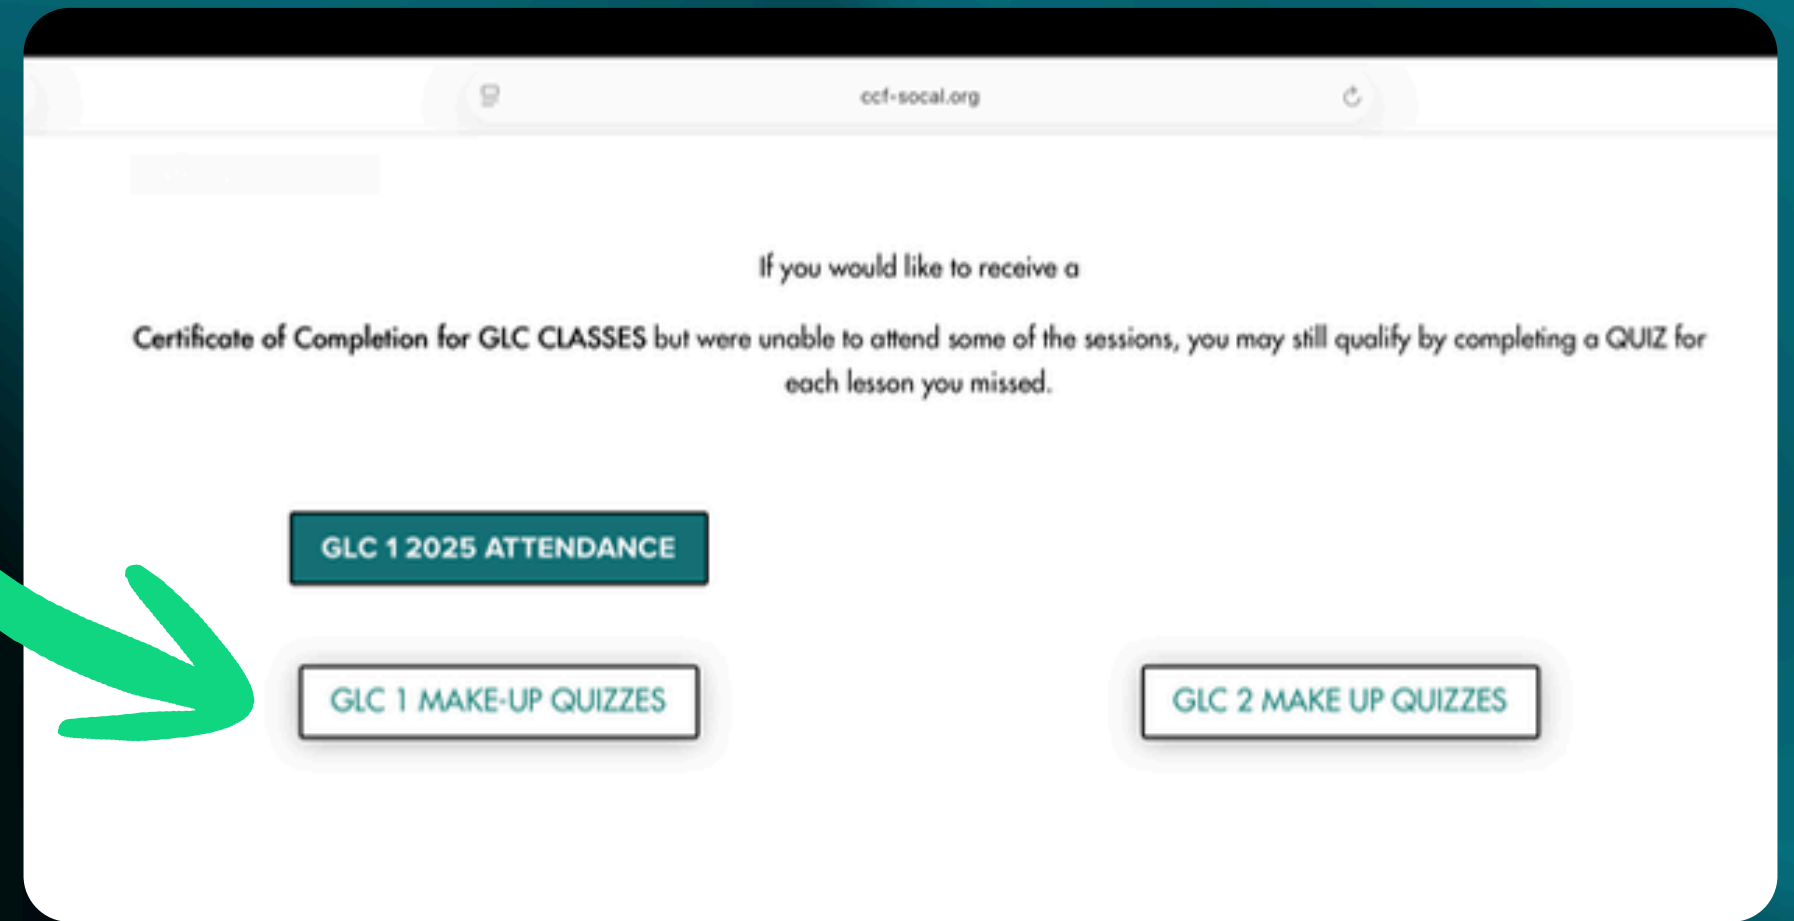 ccf-socal.org
If you would like to receive a
Certificate of Completion for GLC CLASSES but were unable to attend some of the sessions, you may still qualify by completing a QUIZ for
each lesson you missed.
GLC 1 2025 ATTENDANCE
GLC 1 MAKE-UP QUIZZES
GLC 2 MAKE UP QUIZZES